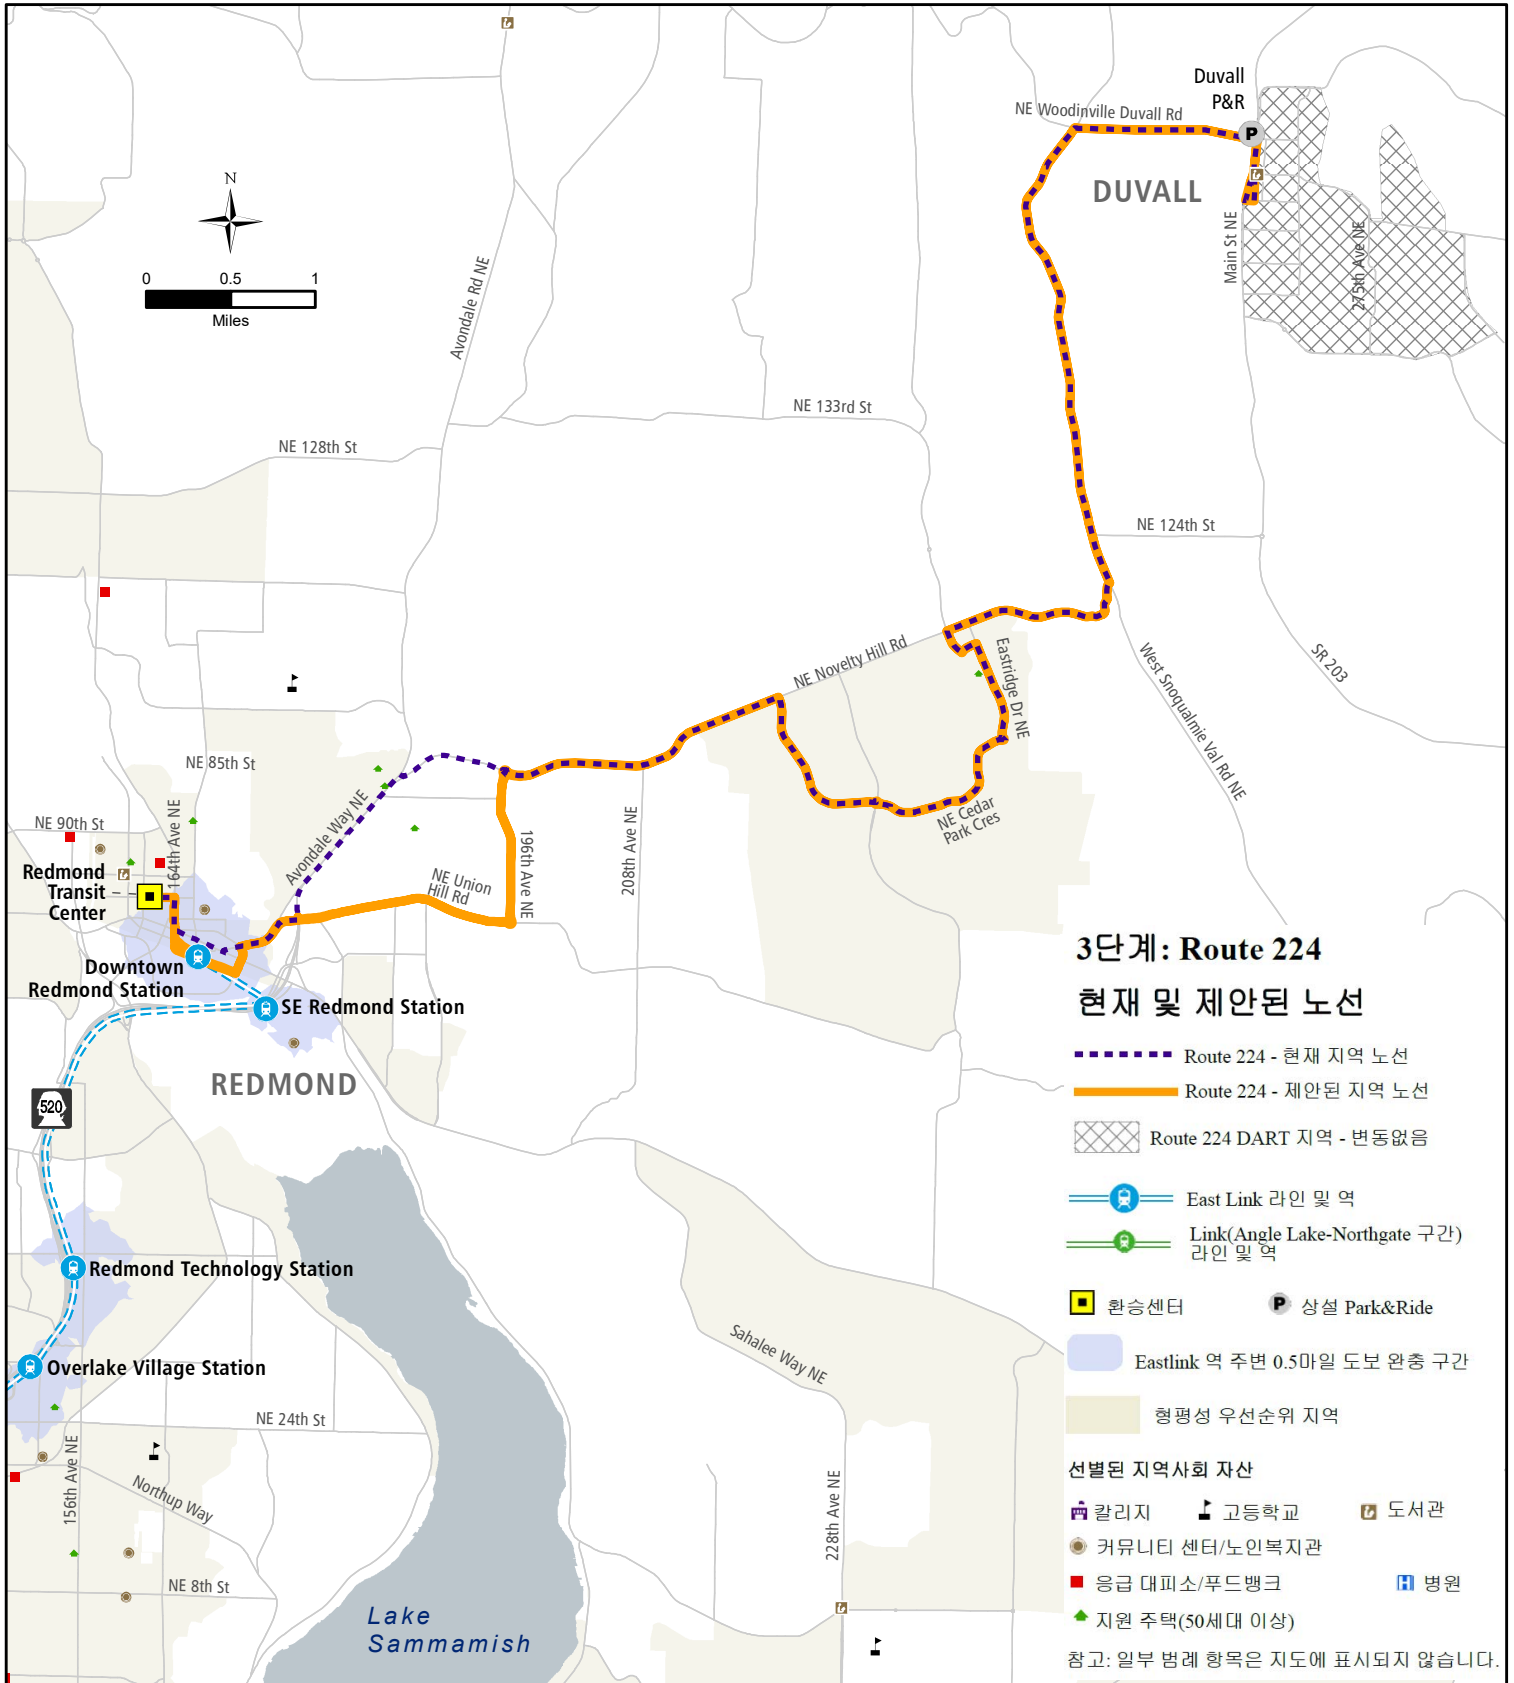 Duvall
P&R
P
NE Woodinville Duvall Rd
DUVALL
Main St NE
275th Ave NE
N
0 0.5 1
Miles
Avondale Rd NE
NE 133rd St
NE 128th St
NE 124th St
NE Novelty Hill Rd
Eastridge Dr NE
West Snoqualmie Val Rd NE
SR 203
NE 85th St
Avondale Way NE
NE 90th St
164th Ave NE
Redmond
Transit
Center
NE Union
Hill Rd
196th Ave NE
208th Ave NE
NE Cedar
Park Cres
Downtown
Redmond Station
SE Redmond Station
REDMOND
520
Redmond Technology Station
Overlake Village Station
Sahalee Way NE
NE 24th St
156th Ave NE
Northup Way
228th Ave NE
NE 8th St
Lake
Sammamish
3단계: Route 224
현재 및 제안된 노선
Route 224 - 현재 지역 노선
Route 224 - 제안된 지역 노선
Route 224 DART 지역 - 변동없음
East Link 라인 및 역
Link(Angle Lake-Northgate 구간)
라인 및 역
환승센터
P 상설 Park&Ride
Eastlink 역 주변 0.5마일 도보 완충 구간
형평성 우선순위 지역
선별된 지역사회 자산
칼리지 고등학교 도서관
커뮤니티 센터/노인복지관
응급 대피소/푸드뱅크 H 병원
지원 주택(50세대 이상)
참고: 일부 범례 항목은 지도에 표시되지 않습니다.